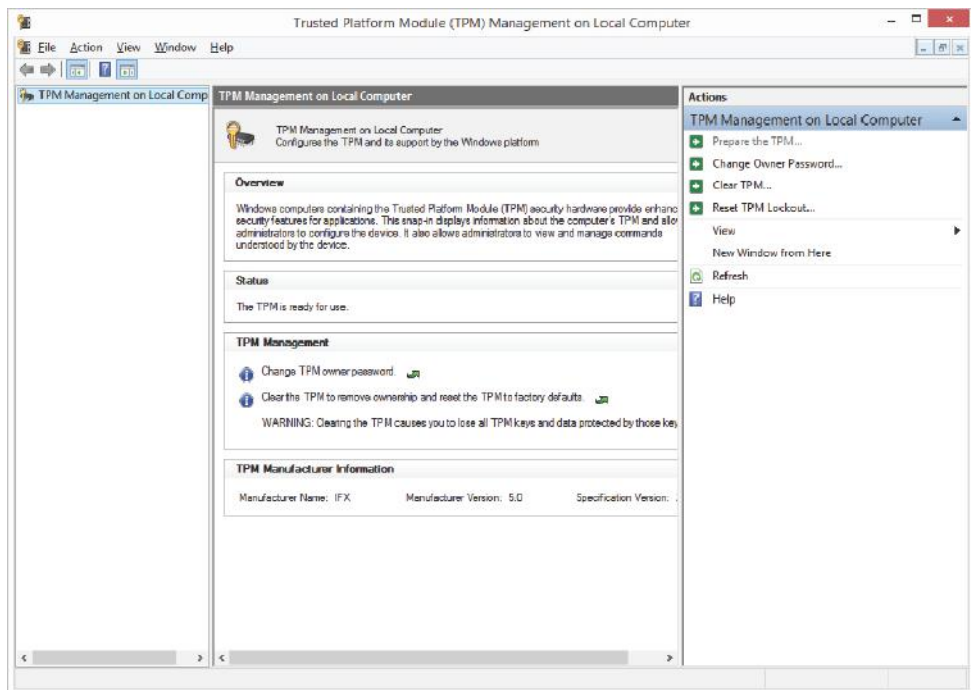 Trusted Platform Module (TPM) Management on Local Computer
File Action View Window Help
TPM Management on Local Comp
TPM Management on Local Computer
TPM Management on Local Computer
Configures the TPM and its support by the Windows platform
Overview
Windows computers containing the Trusted Platform Module (TPM) security hardware provide enhanc
security features for applications. This snap-in displays information about the computer's TPM and allow
administrators to configure the device. It also allows administrators to view and manage commands
understood by the device.
Status
The TPM is ready for use.
TPM Management
Change TPM owner password.
Clear the TPM to remove ownership and reset the TPM to factory defaults.
WARNING: Clearing the TPM causes you to lose all TPM keys and data protected by those key
TPM Manufacturer Information
Manufacturer Name: IFX Manufacturer Version: 5.0 Specification Version:
Actions
TPM Management on Local Computer
Prepare the TPM...
Change Owner Password...
Clear TPM...
Reset TPM Lockout...
View
New Window from Here
Refresh
Help